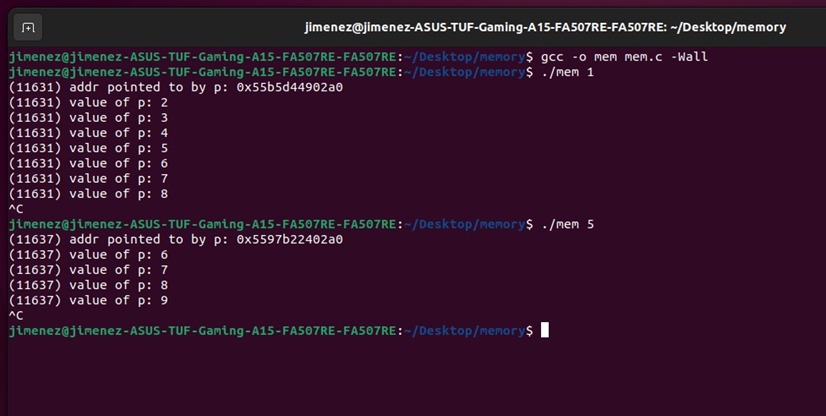 jimenez@jimenez-ASUS-TUF-Gaming-A15-FA507RE-FA507RE: ~/Desktop/memory
jimenez@jimenez-ASUS-TUF-Gaming-A15-FA507RE-FA507RE:~/Desktop/memory$ gcc -o mem mem.c -Wall
jimenez@jimenez-ASUS-TUF-Gaming-A15-FA507RE-FA507RE:~/Desktop/memory$ ./mem 1
(11631) addr pointed to by p: 0x55b5d44902a0
(11631) value of p: 2
(11631) value of p: 3
(11631) value of p: 4
(11631) value of p: 5
(11631) value of p: 6
(11631) value of p: 7
(11631) value of p: 8
^C
jimenez@jimenez-ASUS-TUF-Gaming-A15-FA507RE-FA507RE:~/Desktop/memory$ ./mem 5
(11637) addr pointed to by p: 0x5597b22402a0
(11637) value of p: 6
(11637) value of p: 7
(11637) value of p: 8
(11637) value of p: 9
^C
jimenez@jimenez-ASUS-TUF-Gaming-A15-FA507RE-FA507RE:~/Desktop/memory$